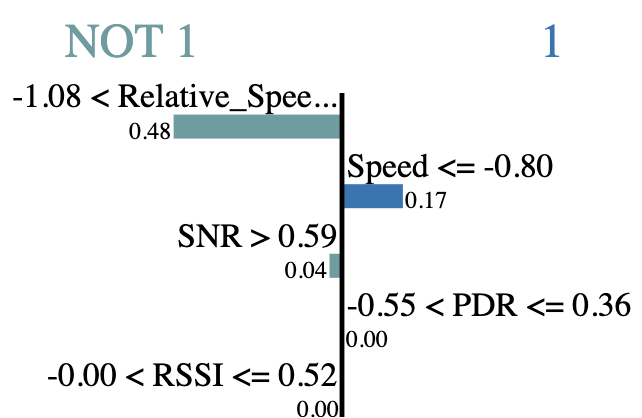 NOT 1
1
-1.08 < Relative_Spee...
0.48
Speed <= -0.80
0.17
SNR > 0.59
0.04
-0.55 < PDR <= 0.36
0.00
-0.00 < RSSI <= 0.52
0.00